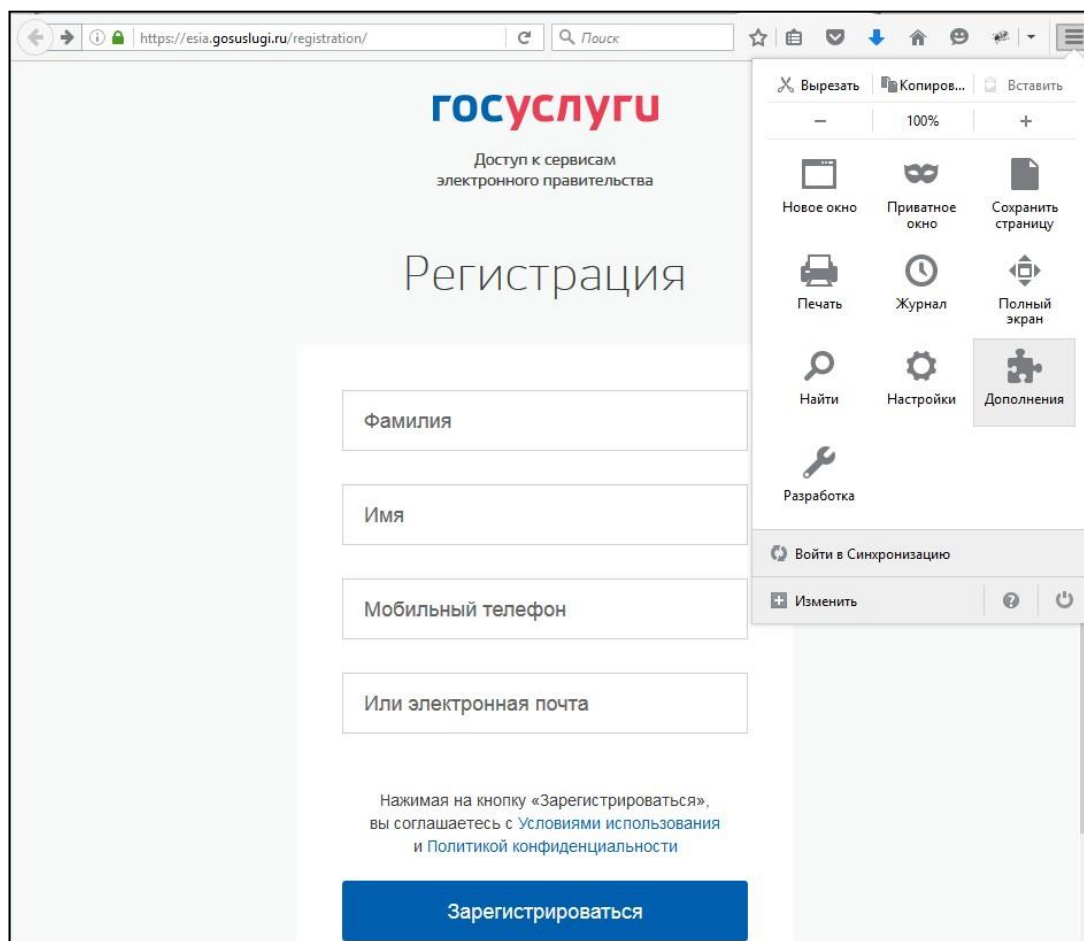 https://esia.gosuslugi.ru/registration/
Поиск
госуслуги
Доступ к сервисам
электронного правительства
Регистрация
Фамилия
Имя
Мобильный телефон
Или электронная почта
Нажимая на кнопку «Зарегистрироваться»,
вы соглашаетесь с Условиями использования
и Политикой конфиденциальности
Зарегистрироваться
Вырезать Копиров... Вставить
− 100% +
Новое окно
Приватное
окно
Сохранить
страницу
Печать
Журнал
Полный
экран
Найти
Настройки
Дополнения
Разработка
Войти в Синхронизацию
Изменить